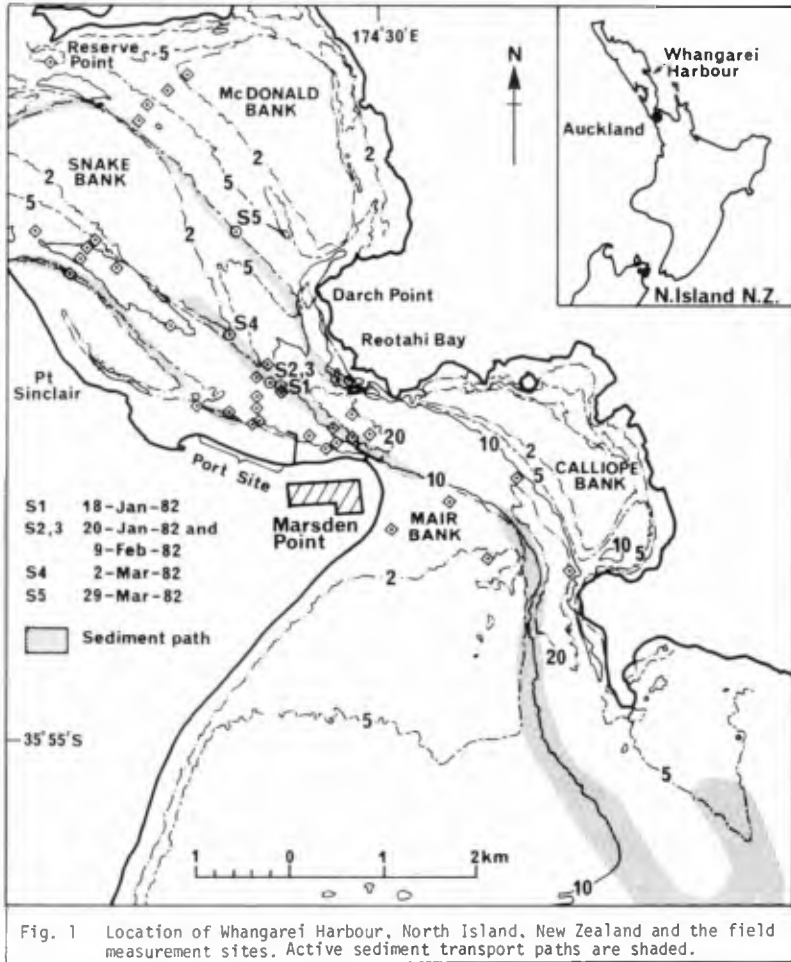 174°30'E
Reserve
Point
5
McDONALD
BANK
N
Whangarei
Harbour
Auckland
N.Island N.Z.
SNAKE
BANK
2
2
5
5
2
S5
2
5
Darch Point
Reotahi Bay
S4
S2,3
S1
Pt
Sinclair
20
10
2
5
CALLIOPE
BANK
10
5
Port Site
10
Marsden
Point
MAIR
BANK
2
20
S1 18-Jan-82
S2,3 20-Jan-82 and
9-Feb-82
S4 2-Mar-82
S5 29-Mar-82
Sediment path
35°55'S
5
5
1 0 1 2km
10
Fig. 1 Location of Whangarei Harbour, North Island, New Zealand and the field
measurement sites. Active sediment transport paths are shaded.